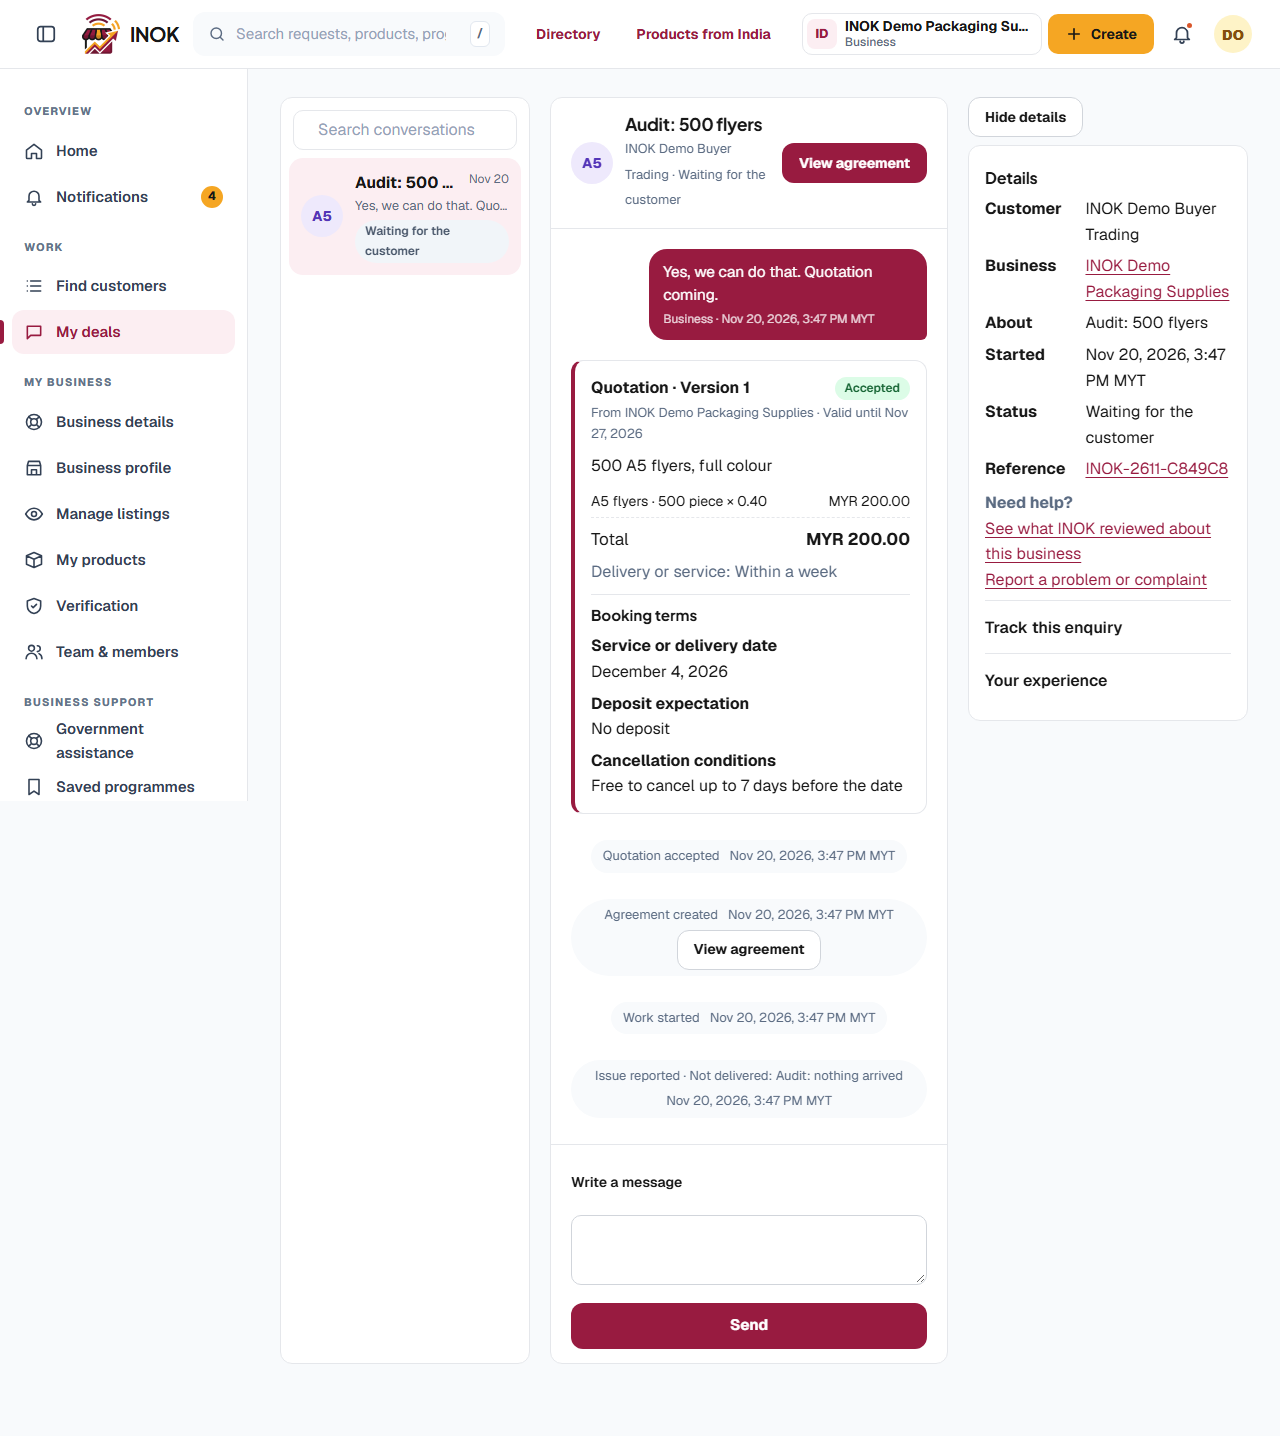 INOK
Search requests, products, prog
/
Directory
Products from India
ID
INOK Demo Packaging Su...
Business
Create
DO
OVERVIEW
Home
Notifications
4
WORK
Find customers
My deals
MY BUSINESS
Business details
Business profile
Manage listings
My products
Verification
Team & members
BUSINESS SUPPORT
Government
assistance
Saved programmes
Search conversations
A5
Audit: 500 ...
Nov 20
Yes, we can do that. Quo...
Waiting for the
customer
A5
Audit: 500 flyers
INOK Demo Buyer
Trading · Waiting for the
customer
View agreement
Yes, we can do that. Quotation
coming.
Business · Nov 20, 2026, 3:47 PM MYT
Quotation · Version 1
Accepted
From INOK Demo Packaging Supplies · Valid until Nov
27, 2026
500 A5 flyers, full colour
A5 flyers · 500 piece × 0.40
MYR 200.00
Total
MYR 200.00
Delivery or service: Within a week
Booking terms
Service or delivery date
December 4, 2026
Deposit expectation
No deposit
Cancellation conditions
Free to cancel up to 7 days before the date
Quotation accepted Nov 20, 2026, 3:47 PM MYT
Agreement created Nov 20, 2026, 3:47 PM MYT
View agreement
Work started Nov 20, 2026, 3:47 PM MYT
Issue reported · Not delivered: Audit: nothing arrived
Nov 20, 2026, 3:47 PM MYT
Write a message
Send
Hide details
Details
Customer
INOK Demo Buyer
Trading
Business
INOK Demo
Packaging Supplies
About
Audit: 500 flyers
Started
Nov 20, 2026, 3:47
PM MYT
Status
Waiting for the
customer
Reference
INOK-2611-C849C8
Need help?
See what INOK reviewed about
this business
Report a problem or complaint
Track this enquiry
Your experience